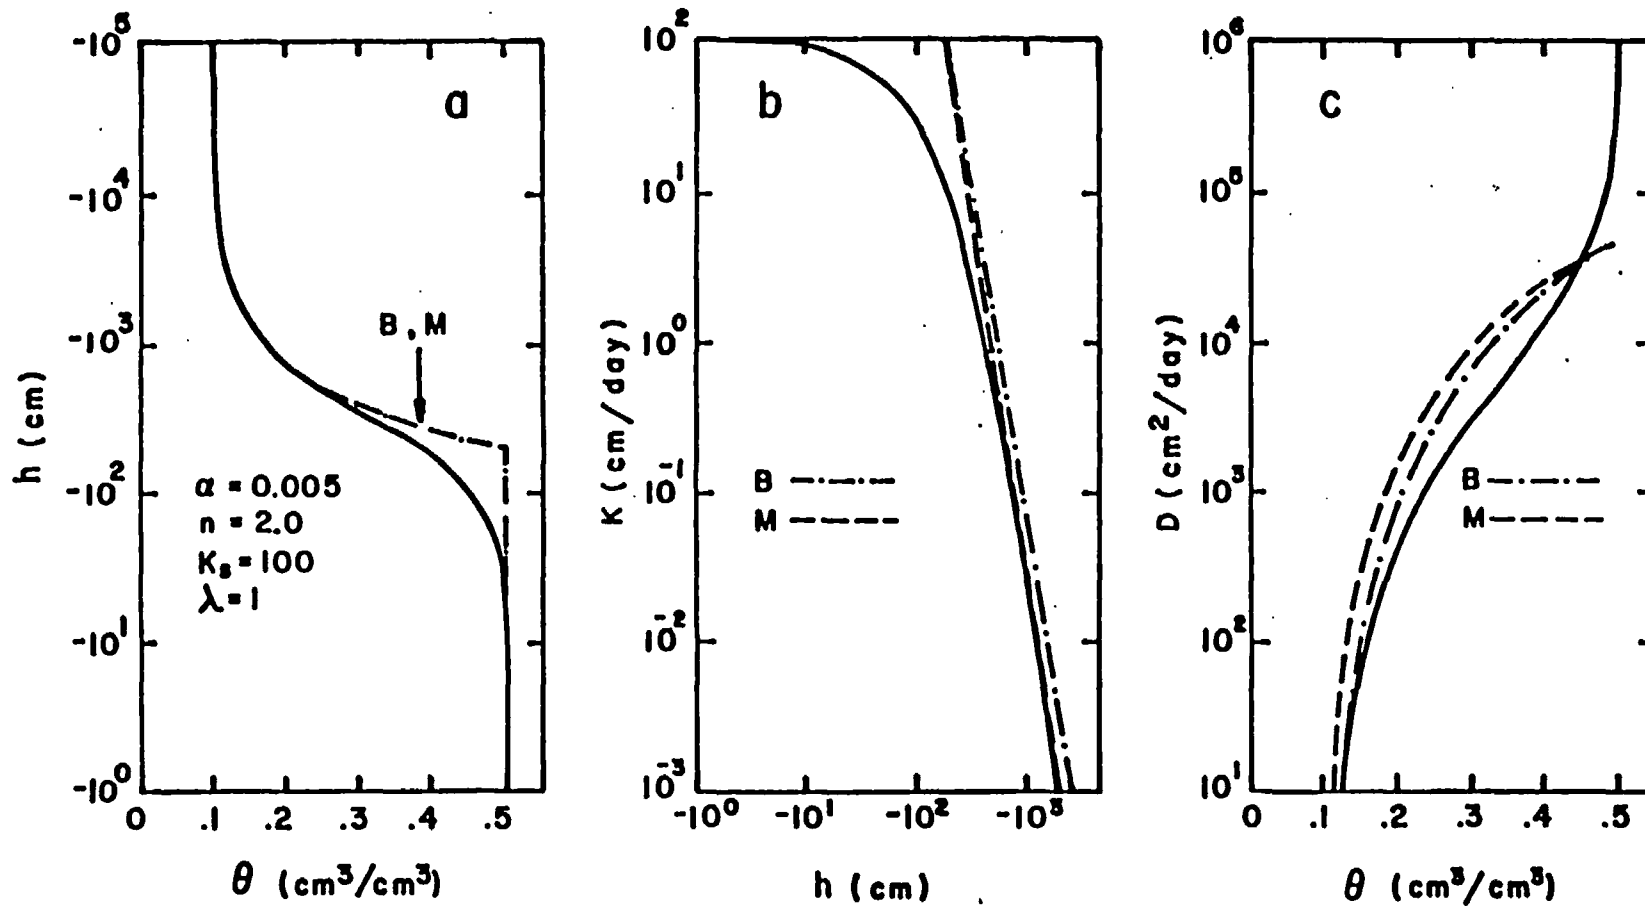 a
-10⁵
-10⁴
-10³
-10²
-10¹
-10⁰
h (cm)
B, M
α = 0.005
n = 2.0
Kₛ = 100
λ = 1
0 .1 .2 .3 .4 .5
θ (cm³/cm³)
b
10²
10¹
10⁰
10⁻¹
10⁻²
10⁻³
K (cm/day)
B
M
-10⁰ -10¹ -10² -10³
h (cm)
c
10⁶
10⁵
10⁴
10³
10²
10¹
D (cm²/day)
B
M
0 .1 .2 .3 .4 .5
θ (cm³/cm³)